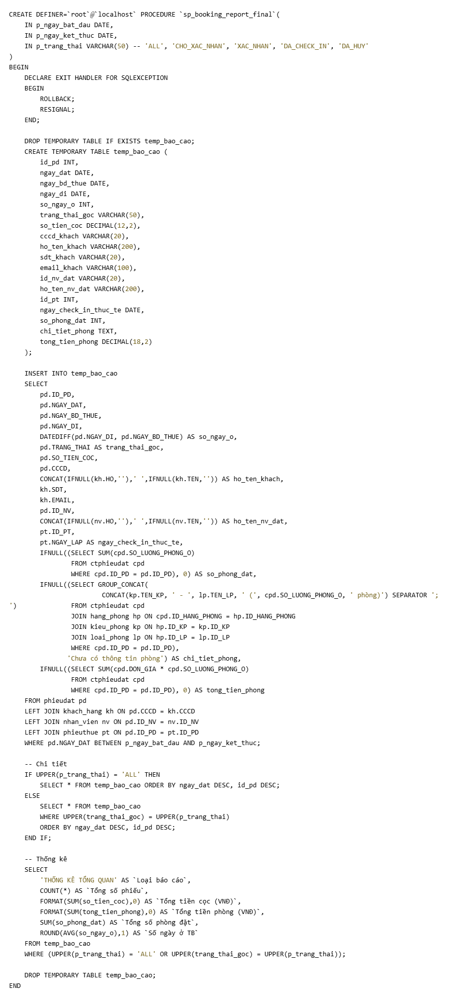 CREATE DEFINER=`root`@`localhost` PROCEDURE `sp_booking_report_final`(
    IN p_ngay_bat_dau DATE,
    IN p_ngay_ket_thuc DATE,
    IN p_trang_thai VARCHAR(50) -- 'ALL', 'CHO_XAC_NHAN', 'XAC_NHAN', 'DA_CHECK_IN', 'DA_HUY'
)
BEGIN
    DECLARE EXIT HANDLER FOR SQLEXCEPTION
    BEGIN
        ROLLBACK;
        RESIGNAL;
    END;

    DROP TEMPORARY TABLE IF EXISTS temp_bao_cao;
    CREATE TEMPORARY TABLE temp_bao_cao (
        id_pd INT,
        ngay_dat DATE,
        ngay_bd_thue DATE,
        ngay_di DATE,
        so_ngay_o INT,
        trang_thai_goc VARCHAR(50),
        so_tien_coc DECIMAL(12,2),
        cccd_khach VARCHAR(20),
        ho_ten_khach VARCHAR(200),
        sdt_khach VARCHAR(20),
        email_khach VARCHAR(100),
        id_nv_dat VARCHAR(20),
        ho_ten_nv_dat VARCHAR(200),
        id_pt INT,
        ngay_check_in_thuc_te DATE,
        so_phong_dat INT,
        chi_tiet_phong TEXT,
        tong_tien_phong DECIMAL(18,2)
    );

    INSERT INTO temp_bao_cao
    SELECT
        pd.ID_PD,
        pd.NGAY_DAT,
        pd.NGAY_BD_THUE,
        pd.NGAY_DI,
        DATEDIFF(pd.NGAY_DI, pd.NGAY_BD_THUE) AS so_ngay_o,
        pd.TRANG_THAI AS trang_thai_goc,
        pd.SO_TIEN_COC,
        pd.CCCD,
        CONCAT(IFNULL(kh.HO,''),' ',IFNULL(kh.TEN,'')) AS ho_ten_khach,
        kh.SDT,
        kh.EMAIL,
        pd.ID_NV,
        CONCAT(IFNULL(nv.HO,''),' ',IFNULL(nv.TEN,'')) AS ho_ten_nv_dat,
        pt.ID_PT,
        pt.NGAY_LAP AS ngay_check_in_thuc_te,
        IFNULL((SELECT SUM(cpd.SO_LUONG_PHONG_O)
                FROM ctphieudat cpd
                WHERE cpd.ID_PD = pd.ID_PD), 0) AS so_phong_dat,
        IFNULL((SELECT GROUP_CONCAT(
                        CONCAT(kp.TEN_KP, ' - ', lp.TEN_LP, ' (', cpd.SO_LUONG_PHONG_O, ' phòng)') SEPARATOR ';
')              FROM ctphieudat cpd
                JOIN hang_phong hp ON cpd.ID_HANG_PHONG = hp.ID_HANG_PHONG
                JOIN kieu_phong kp ON hp.ID_KP = kp.ID_KP
                JOIN loai_phong lp ON hp.ID_LP = lp.ID_LP
                WHERE cpd.ID_PD = pd.ID_PD),
               'Chưa có thông tin phòng') AS chi_tiet_phong,
        IFNULL((SELECT SUM(cpd.DON_GIA * cpd.SO_LUONG_PHONG_O)
                FROM ctphieudat cpd
                WHERE cpd.ID_PD = pd.ID_PD), 0) AS tong_tien_phong
    FROM phieudat pd
    LEFT JOIN khach_hang kh ON pd.CCCD = kh.CCCD
    LEFT JOIN nhan_vien nv ON pd.ID_NV = nv.ID_NV
    LEFT JOIN phieuthue pt ON pd.ID_PD = pt.ID_PD
    WHERE pd.NGAY_DAT BETWEEN p_ngay_bat_dau AND p_ngay_ket_thuc;

    -- Chi tiết
    IF UPPER(p_trang_thai) = 'ALL' THEN
        SELECT * FROM temp_bao_cao ORDER BY ngay_dat DESC, id_pd DESC;
    ELSE
        SELECT * FROM temp_bao_cao
        WHERE UPPER(trang_thai_goc) = UPPER(p_trang_thai)
        ORDER BY ngay_dat DESC, id_pd DESC;
    END IF;

    -- Thống kê
    SELECT
        'THỐNG KÊ TỔNG QUAN' AS `Loại báo cáo`,
        COUNT(*) AS `Tổng số phiếu`,
        FORMAT(SUM(so_tien_coc),0) AS `Tổng tiền cọc (VNĐ)`,
        FORMAT(SUM(tong_tien_phong),0) AS `Tổng tiền phòng (VNĐ)`,
        SUM(so_phong_dat) AS `Tổng số phòng đặt`,
        ROUND(AVG(so_ngay_o),1) AS `Số ngày ở TB`
    FROM temp_bao_cao
    WHERE (UPPER(p_trang_thai) = 'ALL' OR UPPER(trang_thai_goc) = UPPER(p_trang_thai));

    DROP TEMPORARY TABLE temp_bao_cao;
END